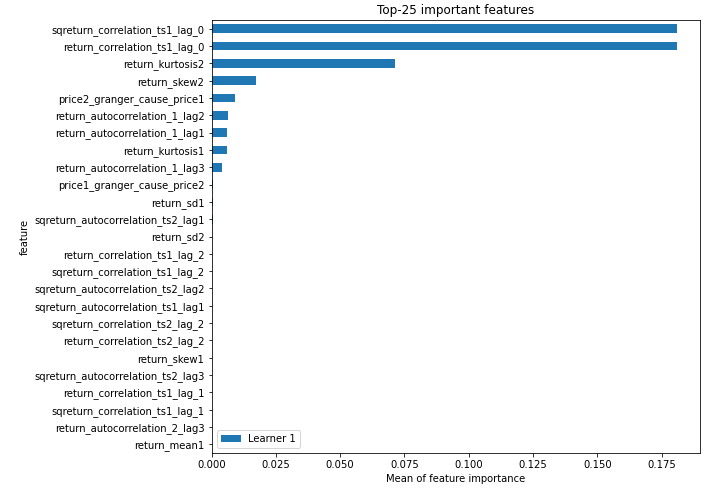 Top-25 important features
sqreturn_correlation_ts1_lag_0
return_correlation_ts1_lag_0
return_kurtosis2
return_skew2
price2_granger_cause_price1
return_autocorrelation_1_lag2
return_autocorrelation_1_lag1
return_kurtosis1
return_autocorrelation_1_lag3
price1_granger_cause_price2
return_sd1
sqreturn_autocorrelation_ts2_lag1
return_sd2
return_correlation_ts1_lag_2
sqreturn_correlation_ts1_lag_2
sqreturn_autocorrelation_ts2_lag2
sqreturn_autocorrelation_ts1_lag1
sqreturn_correlation_ts2_lag_2
return_correlation_ts2_lag_2
return_skew1
sqreturn_autocorrelation_ts2_lag3
return_correlation_ts1_lag_1
sqreturn_correlation_ts1_lag_1
return_autocorrelation_2_lag3
return_mean1
feature
Learner 1
0.000 0.025 0.050 0.075 0.100 0.125 0.150 0.175
Mean of feature importance